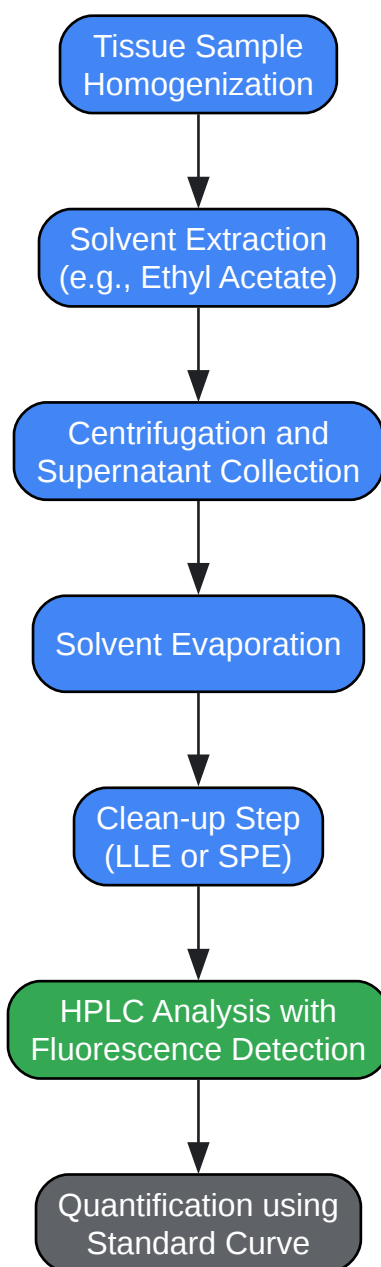 Tissue Sample
Homogenization
Solvent Extraction
(e.g., Ethyl Acetate)
Centrifugation and
Supernatant Collection
Solvent Evaporation
Clean-up Step
(LLE or SPE)
HPLC Analysis with
Fluorescence Detection
Quantification using
Standard Curve